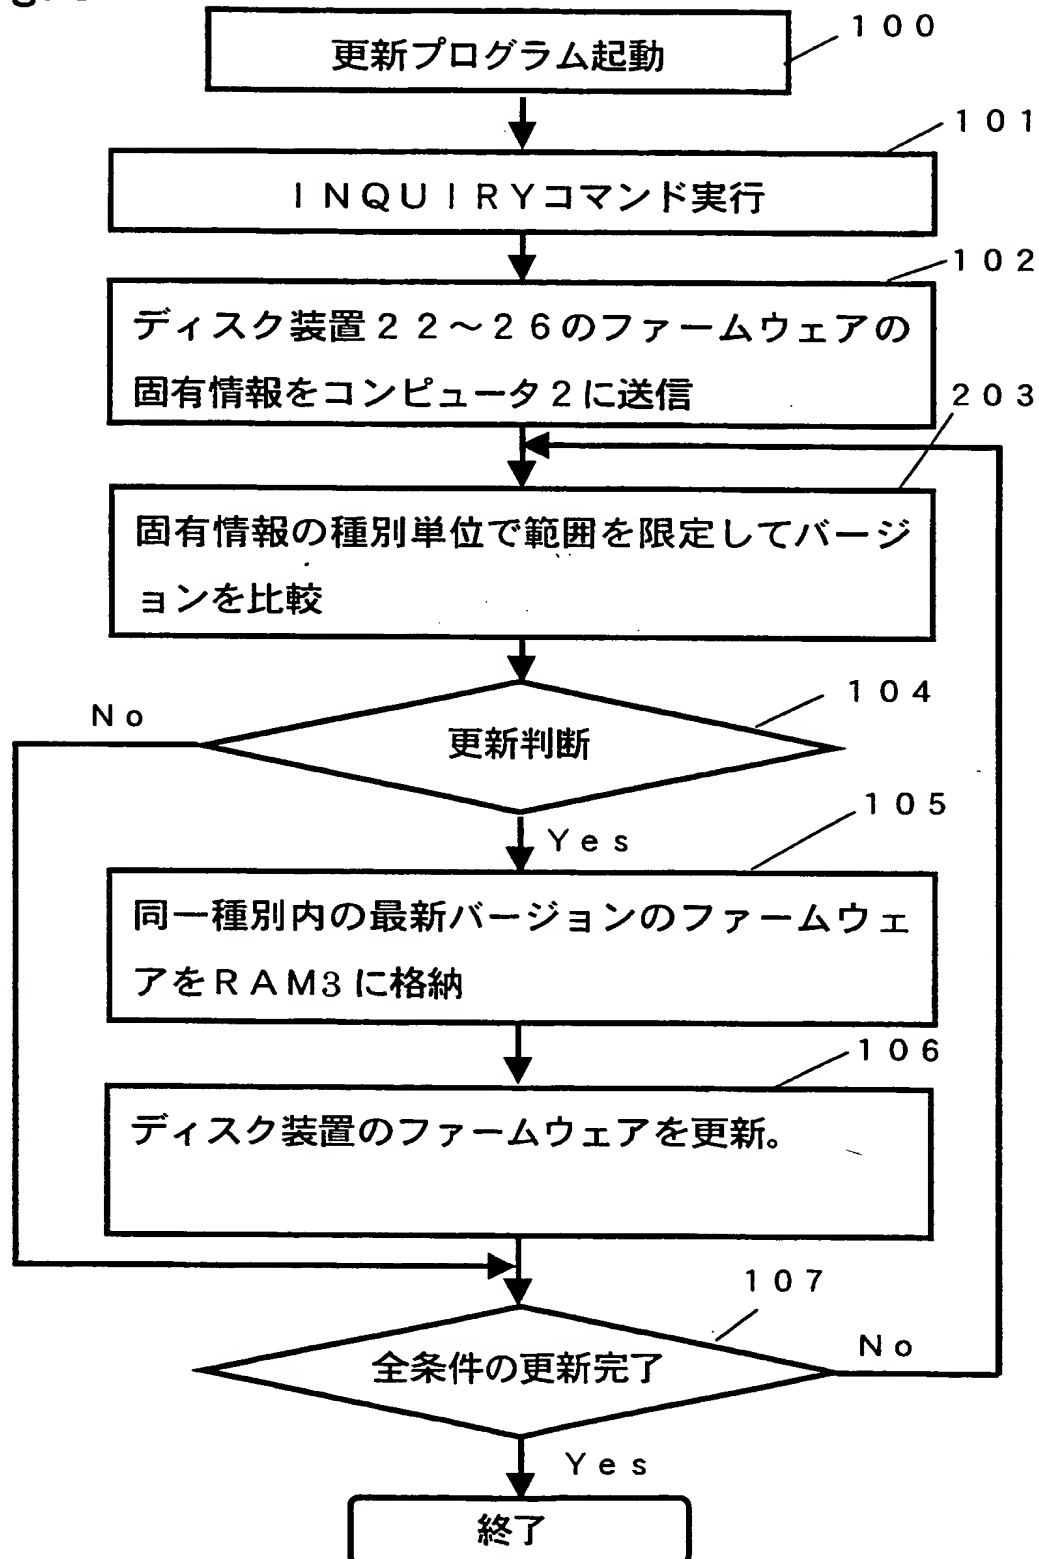 更新プログラム起動
100
101
INQUIRYコマンド実行
102
ディスク装置22~26のファームウェアの
固有情報をコンピュータ2に送信
203
固有情報の種別単位で範囲を限定してバージ
ョンを比較
104
No
更新判断
105
Yes
同一種別内の最新バージョンのファームウェ
アをRAM3に格納
106
ディスク装置のファームウェアを更新。
107
全条件の更新完了
No
Yes
終了